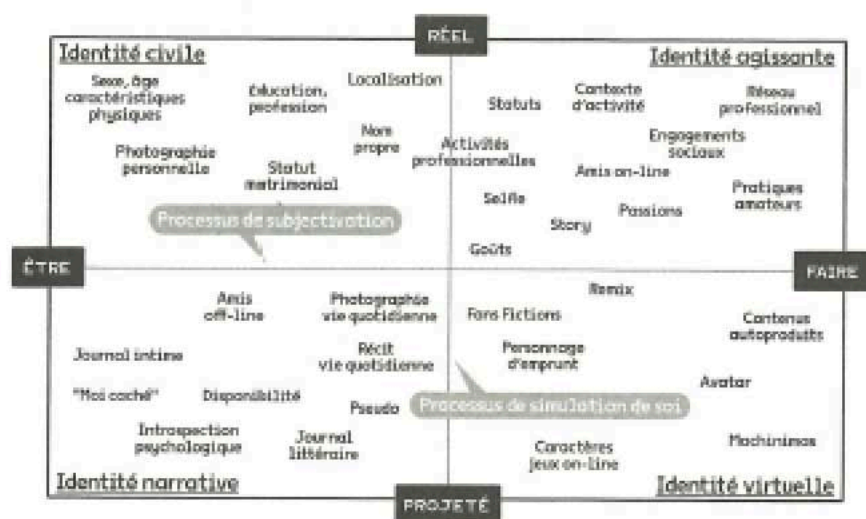 RÉEL
Identité civile
Identité agissante
Sexe, âge
caractéristiques
physiques
Éducation,
profession
Localisation
Photographie
personnelle
Nom
propre
Statut
matrimonial
Processus de subjectivation
Statuts
Contexte
d'activité
Réseau
professionnel
Activités
professionnelles
Engagements
sociaux
Amis on-line
Selfie
Passions
Pratiques
amateurs
Story
Goûts
ÊTRE
FAIRE
Amis
off-line
Photographie
vie quotidienne
Journal intime
Récit
vie quotidienne
"Moi caché"
Disponibilité
Pseudo
Introspection
psychologique
Journal
littéraire
Identité narrative
Remix
Fans Fictions
Contenus
autoproduits
Personnage
d'emprunt
Avatar
Processus de simulation de soi
Caractères
jeux on-line
Machinimas
Identité virtuelle
PROJETÉ